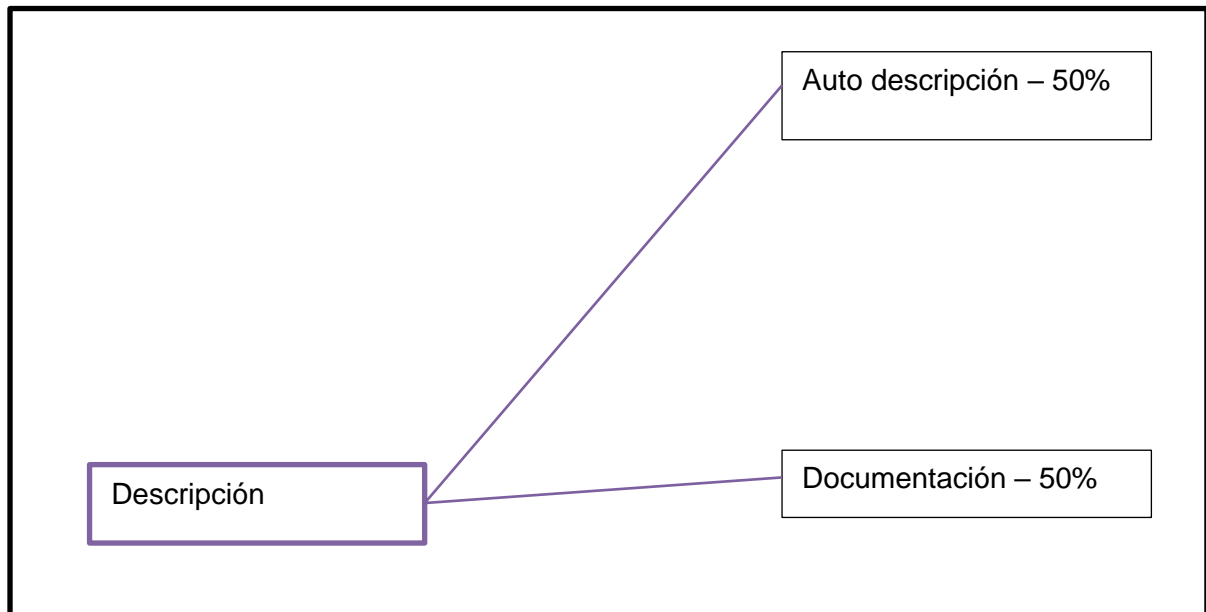 Auto descripción – 50%
Documentación – 50%
Descripción